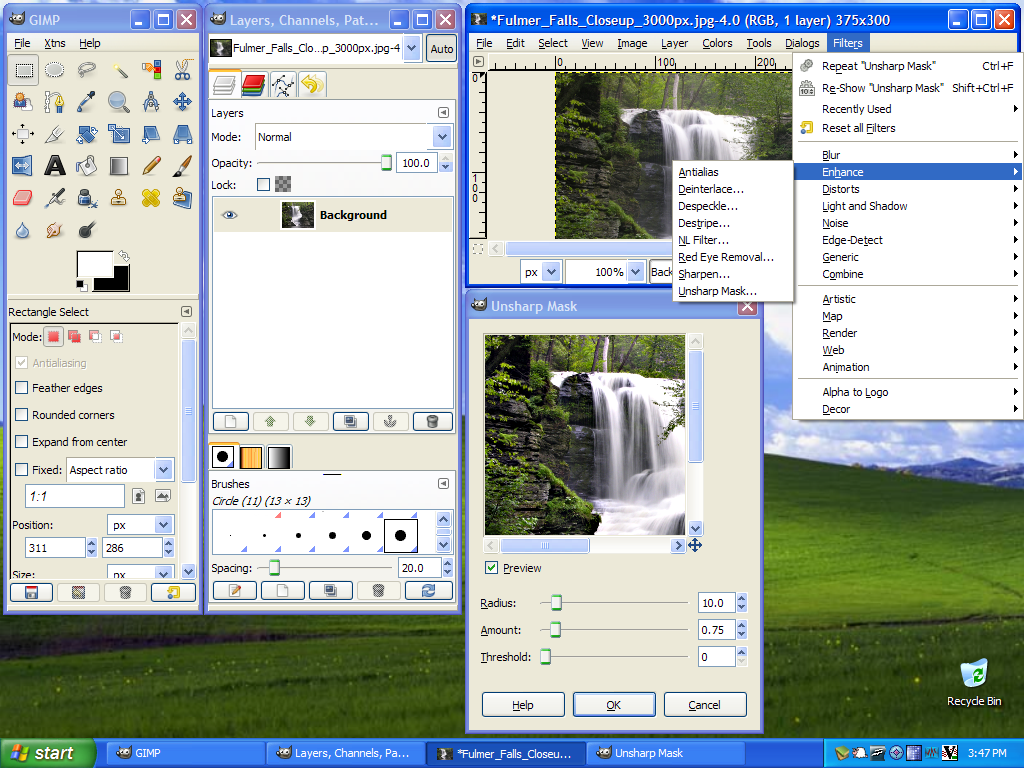 GIMP
File Xtns Help
Rectangle Select
Mode:
Antialiasing
Feather edges
Rounded corners
Expand from center
Fixed: Aspect ratio
1:1
Position: px
311 286
Size: px
Layers, Channels, Pat...
Fulmer_Falls_Clo...p_3000px.jpg-4 Auto
Layers
Mode: Normal
Opacity: 100.0
Lock:
Background
Brushes
Circle (11) (13 × 13)
Spacing: 20.0
*Fulmer_Falls_Closeup_3000px.jpg-4.0 (RGB, 1 layer) 375x300
File Edit Select View Image Layer Colors Tools Dialogs Filters
0 100 200
0
100
px 100% Back
Repeat "Unsharp Mask" Ctrl+F
Re-Show "Unsharp Mask" Shift+Ctrl+F
Recently Used
Reset all Filters
Blur
Enhance
Distorts
Light and Shadow
Noise
Edge-Detect
Generic
Combine
Artistic
Map
Render
Web
Animation
Alpha to Logo
Decor
Antialias
Deinterlace...
Despeckle...
Destripe...
NL Filter...
Red Eye Removal...
Sharpen...
Unsharp Mask...
Unsharp Mask
Preview
Radius: 10.0
Amount: 0.75
Threshold: 0
Help OK Cancel
Recycle Bin
start GIMP Layers, Channels, Pa... *Fulmer_Falls_Closeu... Unsharp Mask 3:47 PM